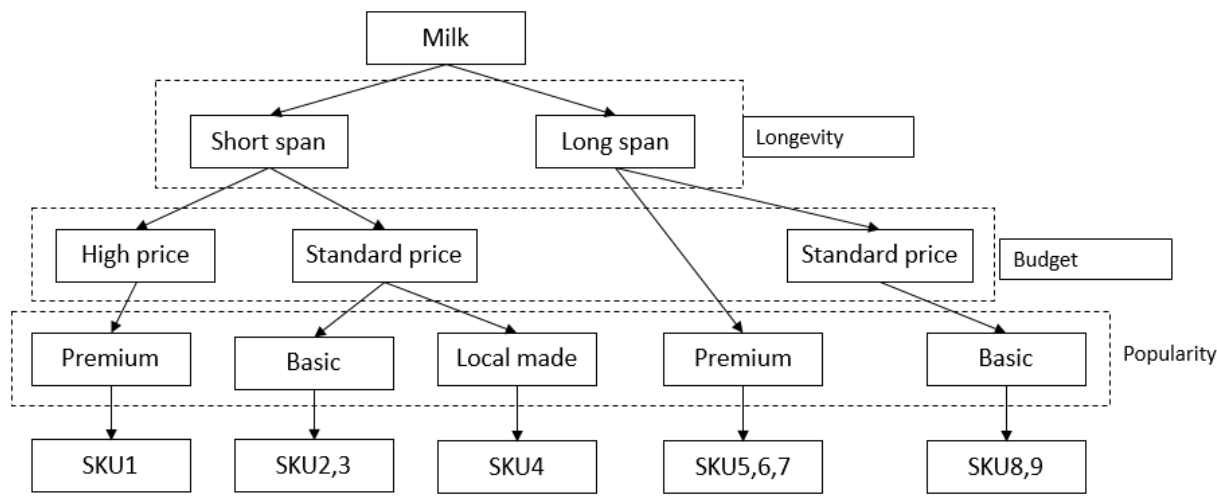 Milk
Short span
Long span
Longevity
High price
Standard price
Standard price
Budget
Premium
Basic
Local made
Premium
Basic
Popularity
SKU1
SKU2,3
SKU4
SKU5,6,7
SKU8,9